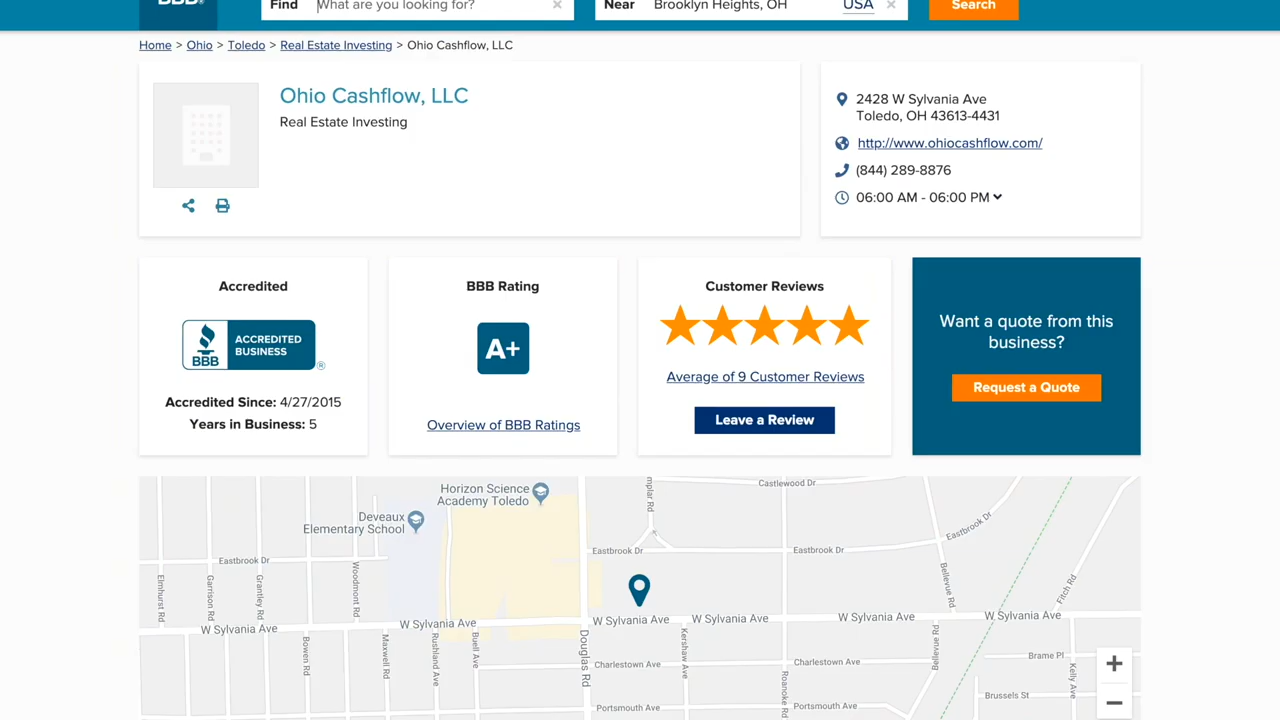 BBB®
Find What are you looking for? ×
Near Brooklyn Heights, OH USA ×
Search
Home > Ohio > Toledo > Real Estate Investing > Ohio Cashflow, LLC
Ohio Cashflow, LLC
Real Estate Investing
2428 W Sylvania Ave
Toledo, OH 43613-4431
http://www.ohiocashflow.com/
(844) 289-8876
06:00 AM - 06:00 PM
Accredited
BBB
ACCREDITED
BUSINESS
®
Accredited Since: 4/27/2015
Years in Business: 5
BBB Rating
A+
Overview of BBB Ratings
Customer Reviews
Average of 9 Customer Reviews
Leave a Review
Want a quote from this
business?
Request a Quote
Horizon Science
Academy Toledo
Deveaux
Elementary School
mplar Rd
Castlewood Dr
Eastbrook Dr
Eastbrook Dr
Eastbrook Dr
Eastbrook Dr
Elmhurst Rd
Garrison Rd
Grantley Rd
Woodmont Rd
Bellevue Rd
Fitch Rd
W Sylvania Ave
W Sylvania Ave
W Sylvania Ave
W Sylvania Ave
W Sylvania Ave
W Sylvania Ave
Bowen Rd
Maxwell Rd
Rushland Ave
Buell Ave
Douglas Rd
Kershaw Ave
Roanoke Rd
Bellevue Rd
Kelly Ave
Charlestown Ave
Charlestown Ave
Brame Pl
Brussels St
Portsmouth Ave
Portsmouth Ave
+
−